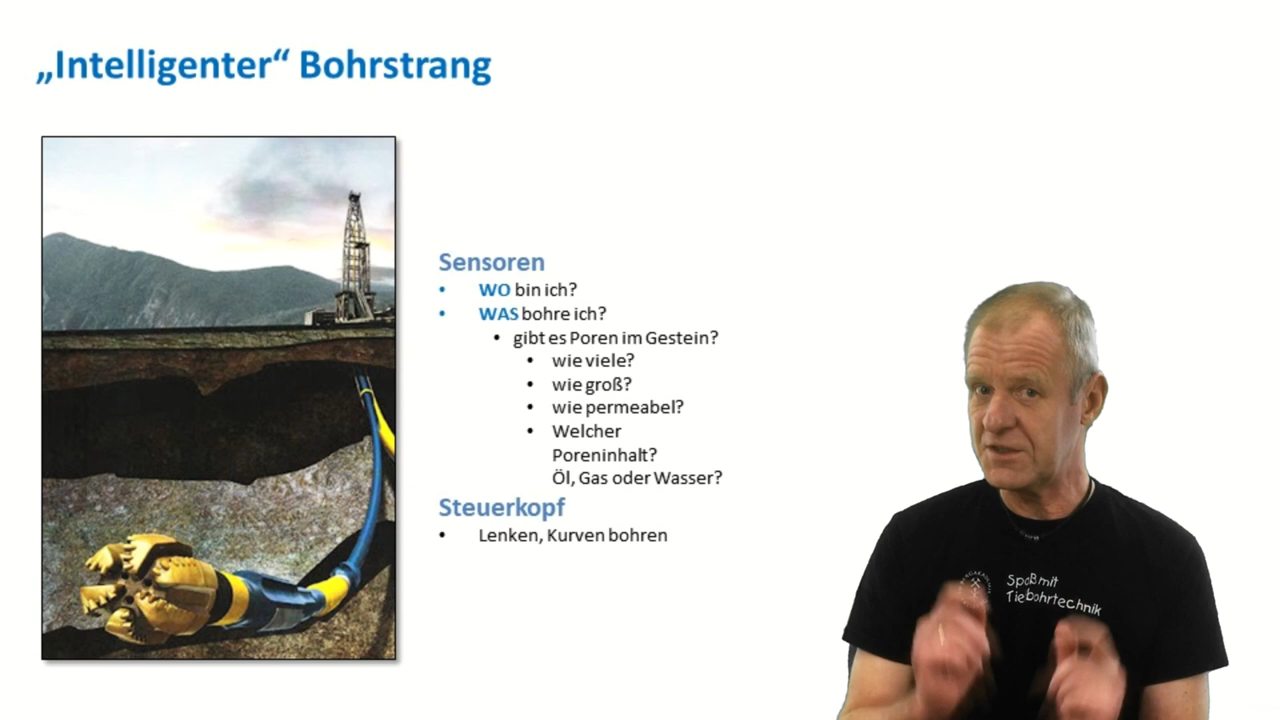 „Intelligenter“ Bohrstrang
Sensoren
• WO bin ich?
• WAS bohre ich?
• gibt es Poren im Gestein?
• wie viele?
• wie groß?
• wie permeabel?
• Welcher
Poreninhalt?
Öl, Gas oder Wasser?
Steuerkopf
• Lenken, Kurven bohren
Spaß mit
Tiebohrtechnik